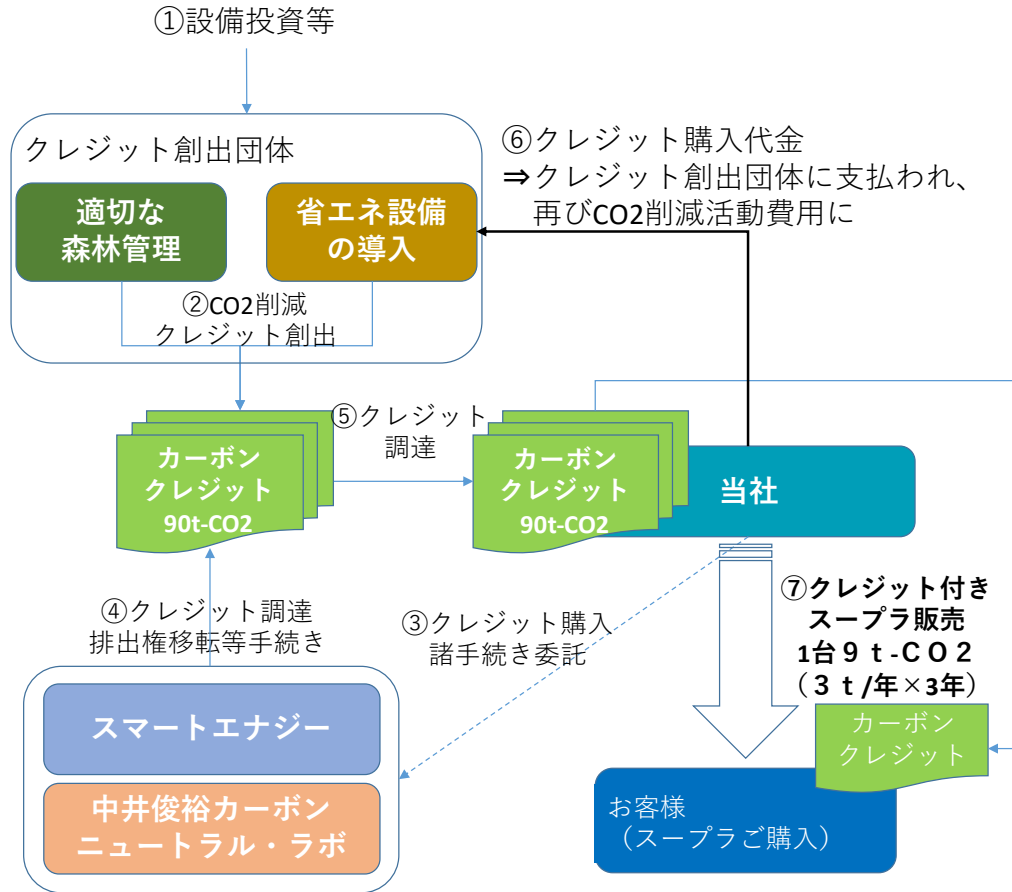 ①設備投資等
クレジット創出団体
適切な
森林管理
省エネ設備
の導入
②CO2削減
クレジット創出
⑥クレジット購入代金
⇒クレジット創出団体に支払われ、
再びCO2削減活動費用に
カーボン
クレジット
90t-CO2
⑤クレジット
調達
カーボン
クレジット
90t-CO2
当社
④クレジット調達
排出権移転等手続き
③クレジット購入
諸手続き委託
⑦クレジット付き
スープラ販売
1台９ｔ-ＣＯ２
（３ｔ/年×3年）
スマートエナジー
中井俊裕カーボン
ニュートラル・ラボ
カーボン
クレジット
お客様
（スープラご購入）